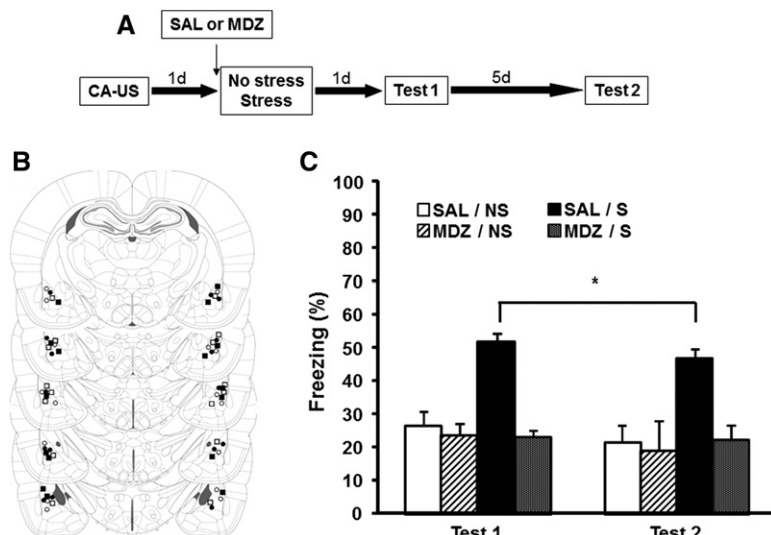 A
SAL or MDZ
CA-US
1d
No stress
Stress
1d
Test 1
5d
Test 2
B
C
100
90
80
70
60
50
40
30
20
10
0
Freezing (%)
SAL / NS
SAL / S
MDZ / NS
MDZ / S
*
Test 1
Test 2